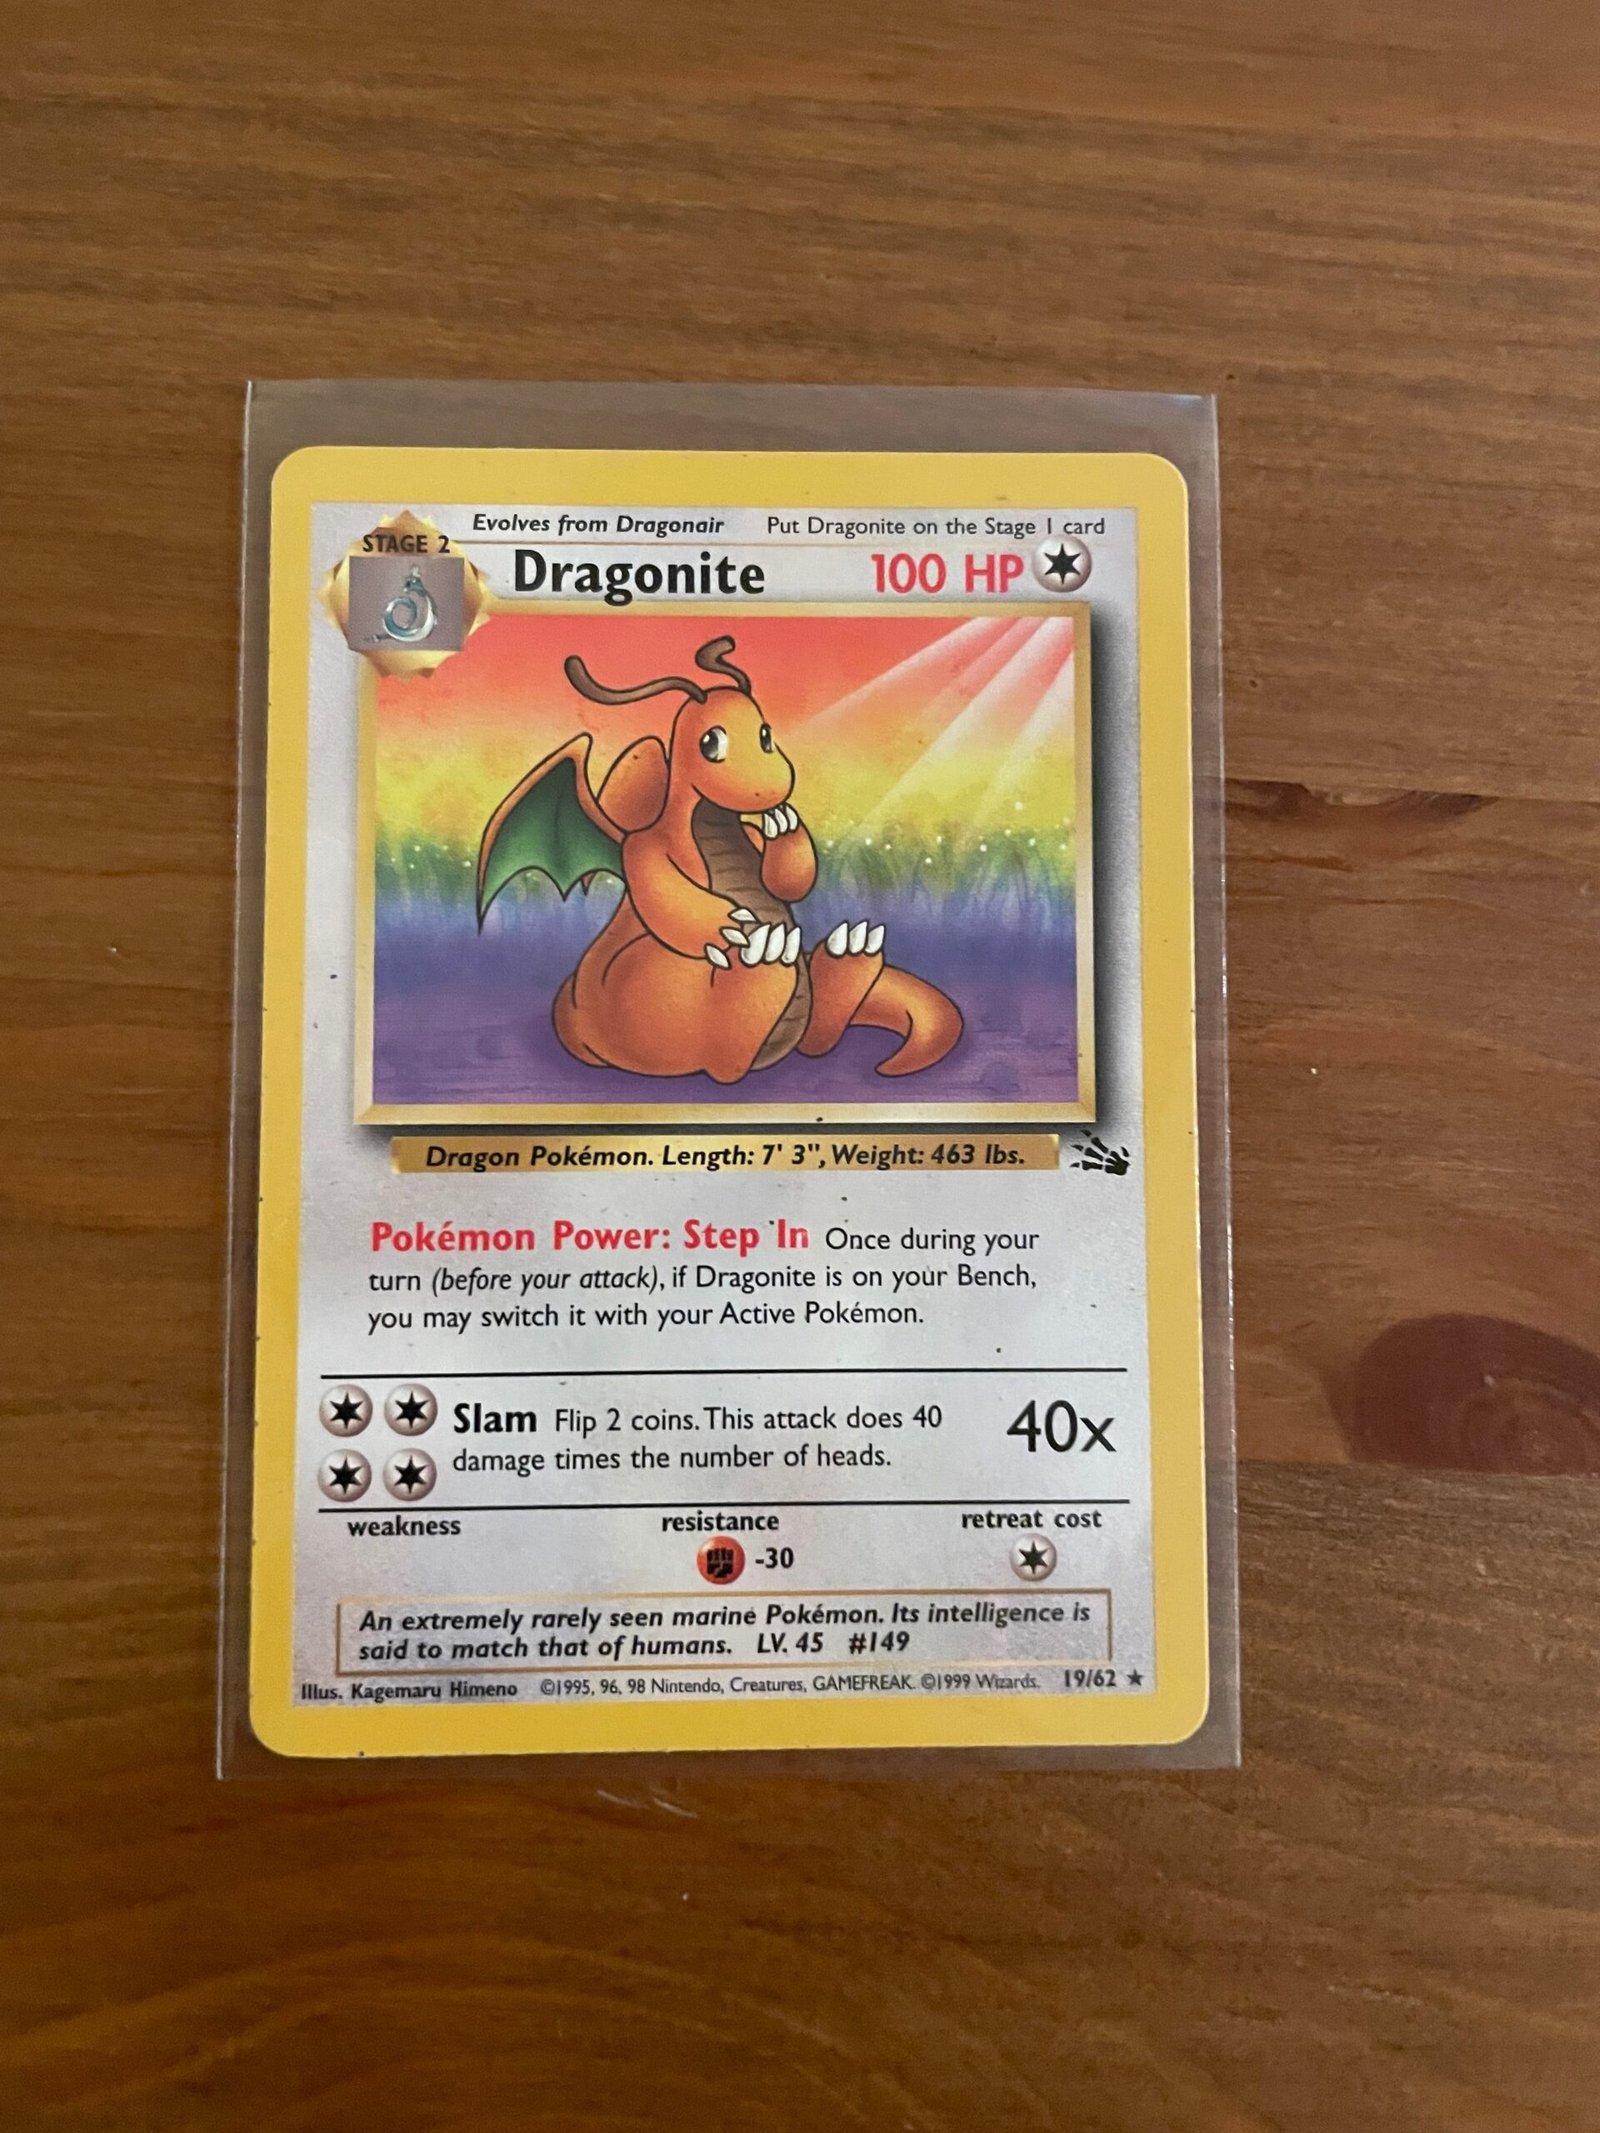 Evolves from Dragonair Put Dragonite on the Stage 1 card
STAGE 2
Dragonite 100 HP
Dragon Pokémon. Length: 7' 3", Weight: 463 lbs.
Pokémon Power: Step In Once during your
turn (before your attack), if Dragonite is on your Bench,
you may switch it with your Active Pokémon.
Slam Flip 2 coins. This attack does 40
damage times the number of heads.
40x
weakness resistance retreat cost
-30
An extremely rarely seen marine Pokémon. Its intelligence is
said to match that of humans. LV. 45 #149
Illus. Kagemaru Himeno ©1995, 96, 98 Nintendo, Creatures, GAMEFREAK. ©1999 Wizards. 19/62 ★